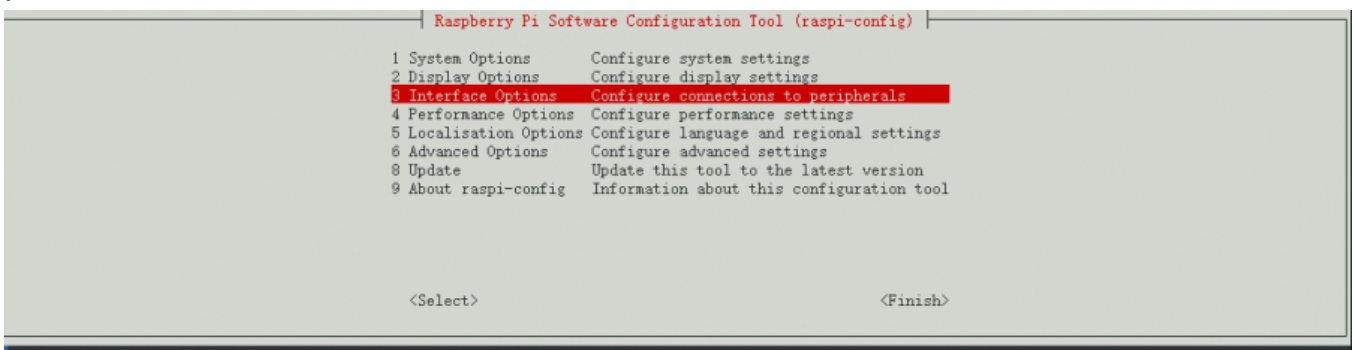 Raspberry Pi Software Configuration Tool (raspi-config)
1 System Options Configure system settings
2 Display Options Configure display settings
3 Interface Options Configure connections to peripherals
4 Performance Options Configure performance settings
5 Localisation Options Configure language and regional settings
6 Advanced Options Configure advanced settings
8 Update Update this tool to the latest version
9 About raspi-config Information about this configuration tool
<Select> <Finish>